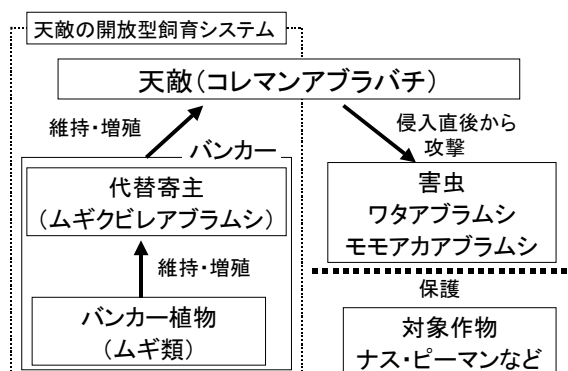 天敵の開放型飼育システム
天敵(コレマンアブラバチ)
維持・増殖
侵入直後から
攻撃
バンカー
代替寄主
(ムギクビレアブラムシ)
害虫
ワタアブラムシ
モモアカアブラムシ
維持・増殖
保護
バンカー植物
(ムギ類)
対象作物
ナス・ピーマンなど